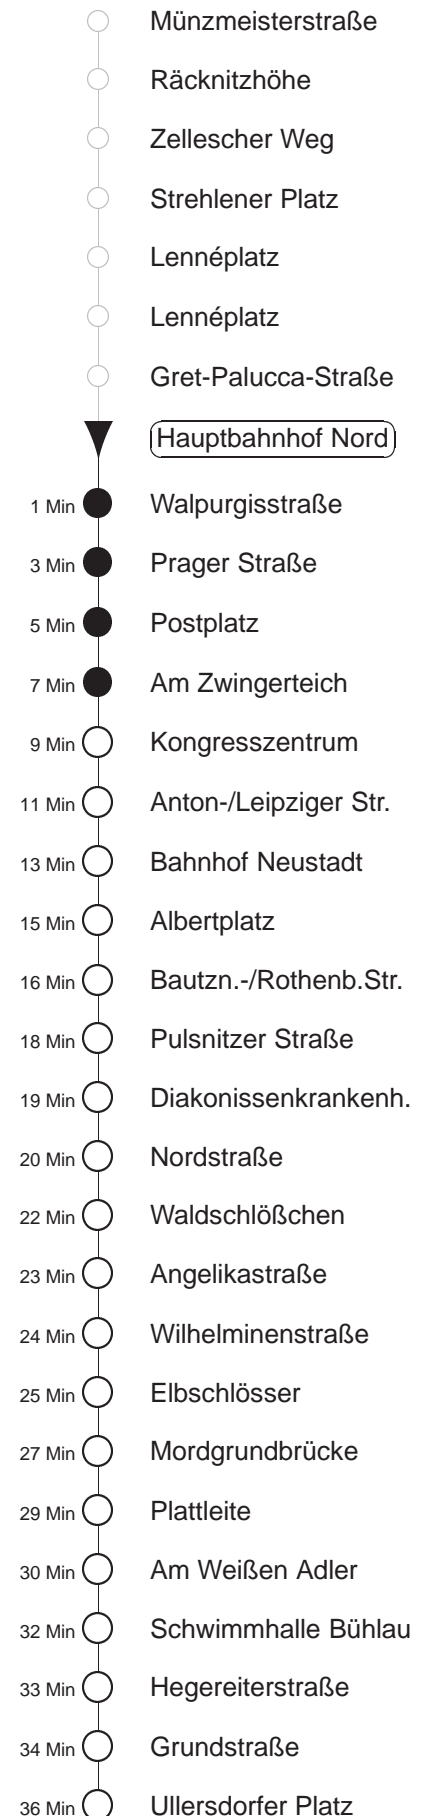 Münzmeisterstraße
Räcknitzhöhe
Zellescher Weg
Strehlener Platz
Lennéplatz
Lennéplatz
Gret-Palucca-Straße
Hauptbahnhof Nord
1 Min Walpurgisstraße
3 Min Prager Straße
5 Min Postplatz
7 Min Am Zwingerteich
9 Min Kongresszentrum
11 Min Anton-/Leipziger Str.
13 Min Bahnhof Neustadt
15 Min Albertplatz
16 Min Bautzn.-/Rothenb.Str.
18 Min Pulsnitzer Straße
19 Min Diakonissenkrankenh.
20 Min Nordstraße
22 Min Waldschlößchen
23 Min Angelikastraße
24 Min Wilhelminenstraße
25 Min Elbschlösser
27 Min Mordgrundbrücke
29 Min Plattleite
30 Min Am Weißen Adler
32 Min Schwimmhalle Bühlau
33 Min Hegereiterstraße
34 Min Grundstraße
36 Min Ullersdorfer Platz